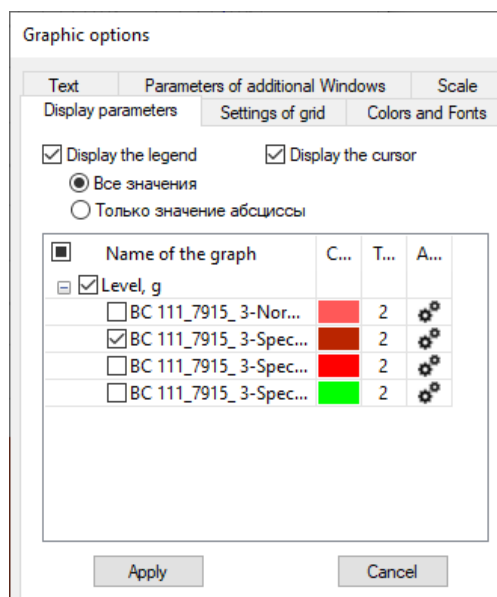 Graphic options
Text Parameters of additional Windows Scale
Display parameters Settings of grid Colors and Fonts
Display the legend Display the cursor
Все значения
Только значение абсциссы
Name of the graph C... T... A...
Level, g
BC 111_7915_ 3-Nor... 2
BC 111_7915_ 3-Spec... 2
BC 111_7915_ 3-Spec... 2
BC 111_7915_ 3-Spec... 2
Apply Cancel